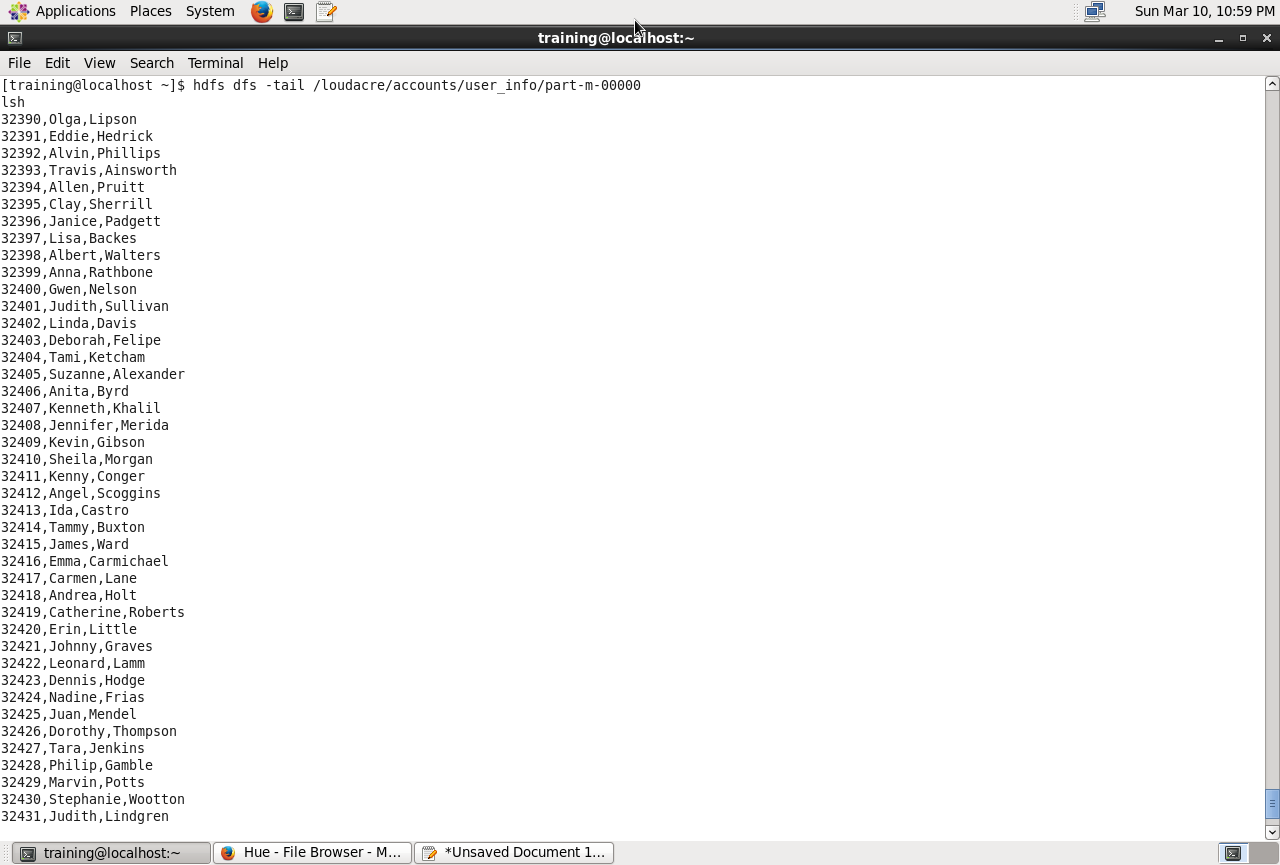 Applications Places System Sun Mar 10, 10:59 PM
training@localhost:~
File Edit View Search Terminal Help
[training@localhost ~]$ hdfs dfs -tail /loudacre/accounts/user_info/part-m-00000
lsh
32390,Olga,Lipson
32391,Eddie,Hedrick
32392,Alvin,Phillips
32393,Travis,Ainsworth
32394,Allen,Pruitt
32395,Clay,Sherrill
32396,Janice,Padgett
32397,Lisa,Backes
32398,Albert,Walters
32399,Anna,Rathbone
32400,Gwen,Nelson
32401,Judith,Sullivan
32402,Linda,Davis
32403,Deborah,Felipe
32404,Tami,Ketcham
32405,Suzanne,Alexander
32406,Anita,Byrd
32407,Kenneth,Khalil
32408,Jennifer,Merida
32409,Kevin,Gibson
32410,Sheila,Morgan
32411,Kenny,Conger
32412,Angel,Scoggins
32413,Ida,Castro
32414,Tammy,Buxton
32415,James,Ward
32416,Emma,Carmichael
32417,Carmen,Lane
32418,Andrea,Holt
32419,Catherine,Roberts
32420,Erin,Little
32421,Johnny,Graves
32422,Leonard,Lamm
32423,Dennis,Hodge
32424,Nadine,Frias
32425,Juan,Mendel
32426,Dorothy,Thompson
32427,Tara,Jenkins
32428,Philip,Gamble
32429,Marvin,Potts
32430,Stephanie,Wootton
32431,Judith,Lindgren
training@localhost:~ Hue - File Browser - M... *Unsaved Document 1...